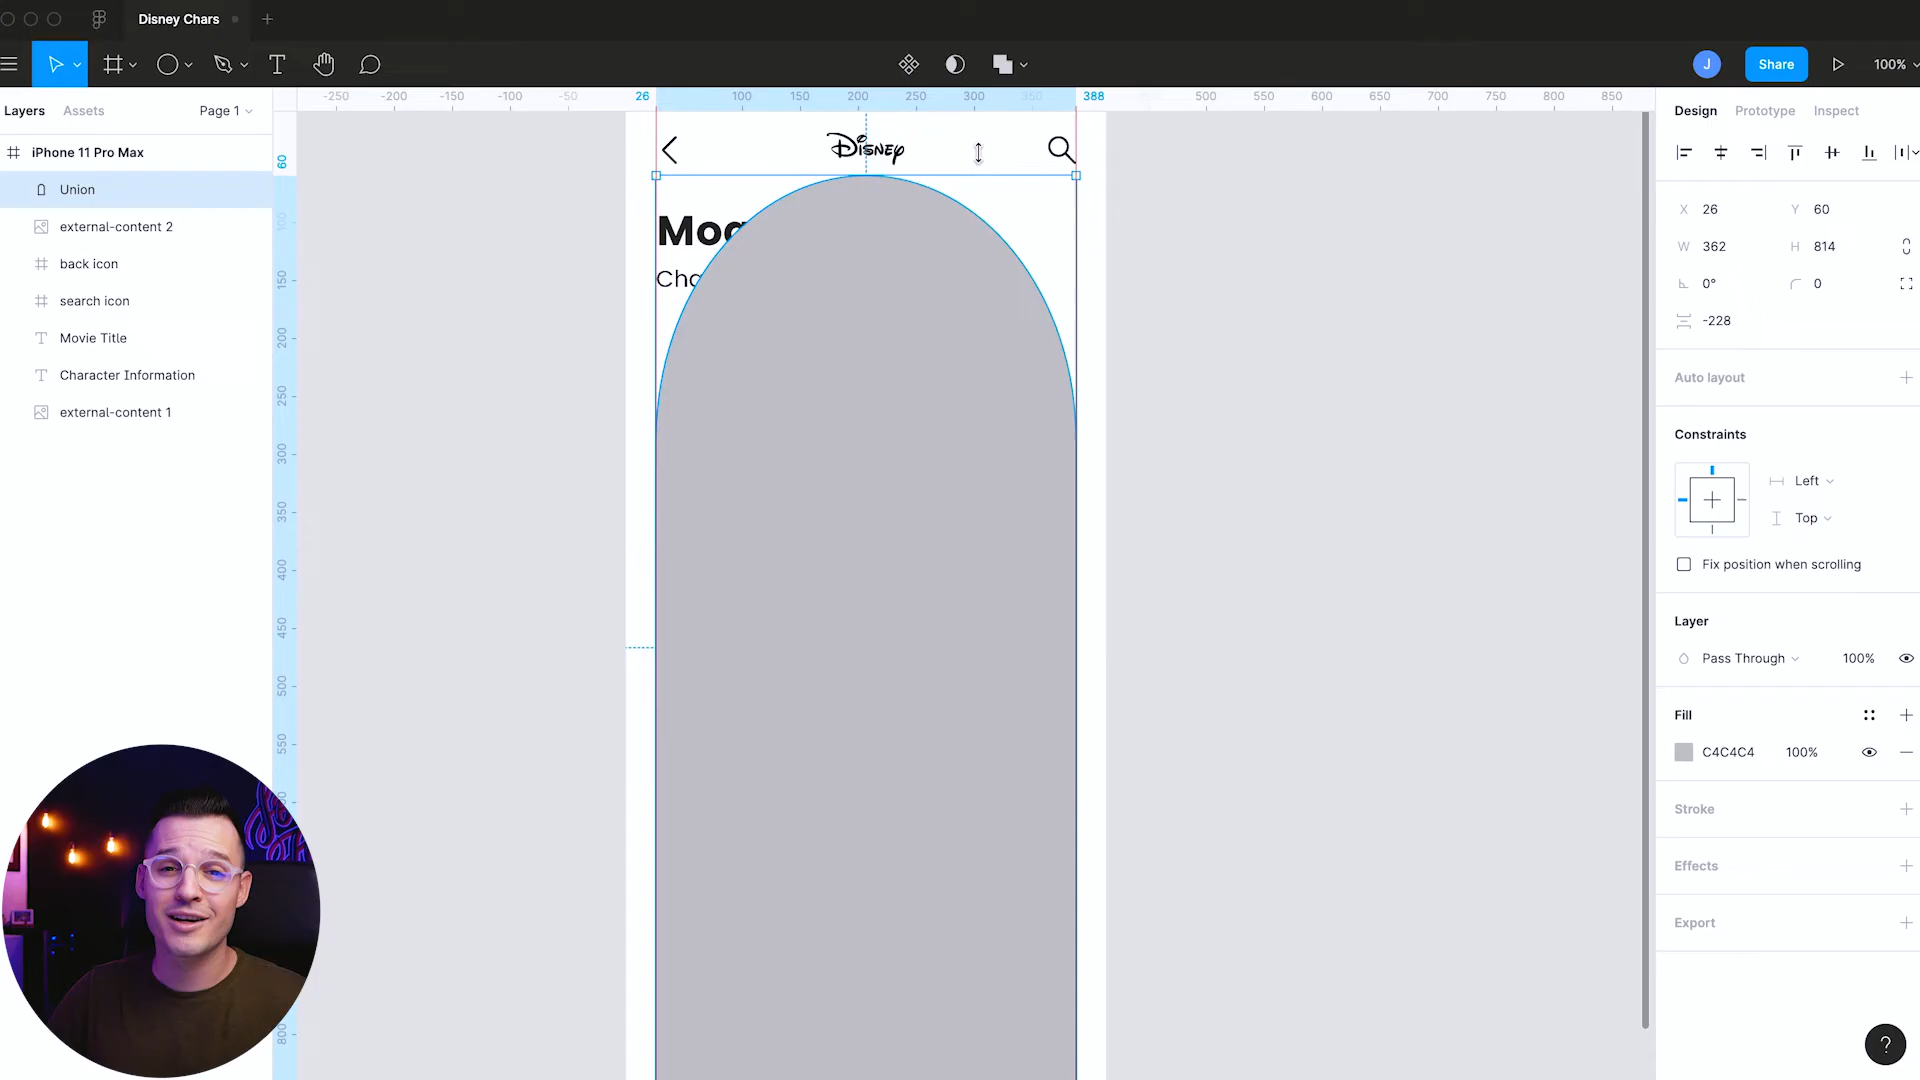 Disney Chars
J
Share
100%
Layers
Assets
Page 1
-250
-200
-150
-100
-50
26
100
150
200
250
300
350
388
500
550
600
650
700
750
800
850
Design
Prototype
Inspect
iPhone 11 Pro Max
Union
external-content 2
back icon
search icon
Movie Title
Character Information
external-content 1
60
100
150
200
250
300
350
400
450
500
550
800
Disney
Moa
Cha
X 26
Y 60
W 362
H 814
0°
0
-228
Auto layout
Constraints
Left
Top
Fix position when scrolling
Layer
Pass Through
100%
Fill
C4C4C4
100%
Stroke
Effects
Export
?